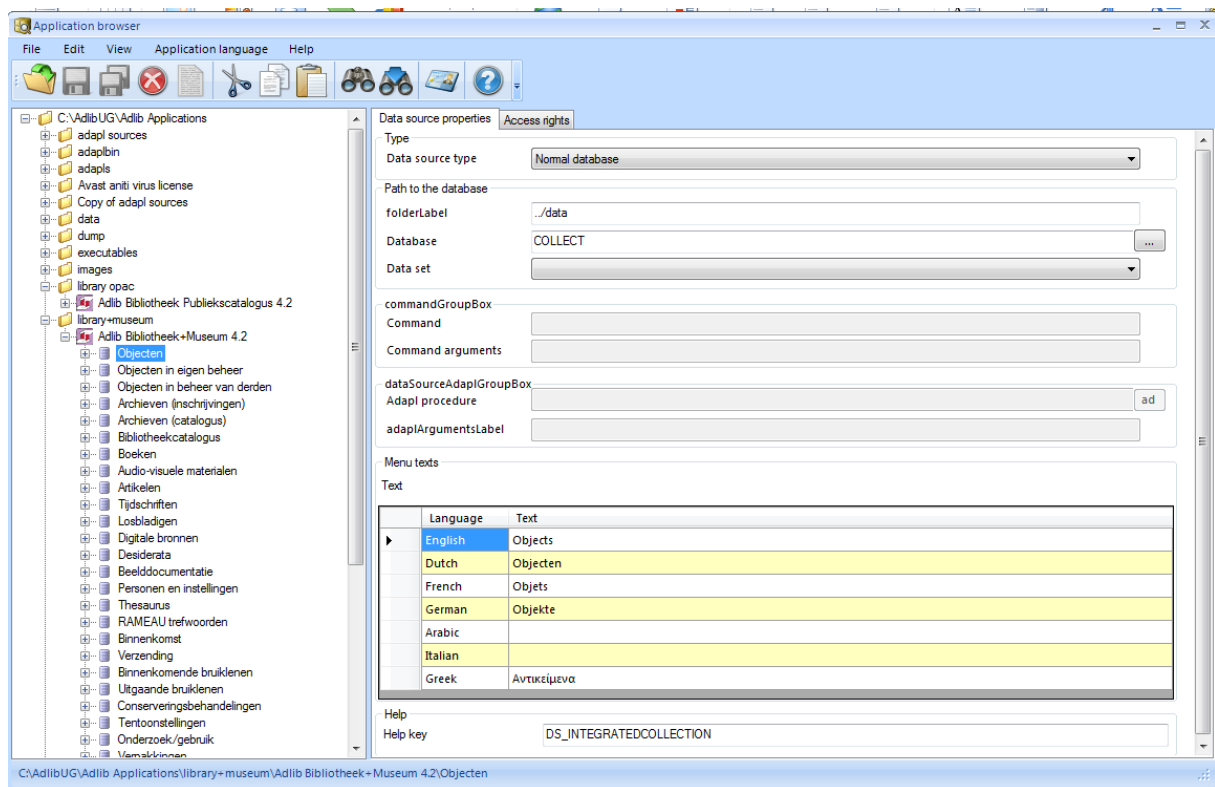 Application browser
File Edit View Application language Help
C:\AdlibUG\Adlib Applications
adapl sources
adaplbin
adapls
Avast aniti virus license
Copy of adapl sources
data
dump
executables
images
library opac
Adlib Bibliotheek Publiekscatalogus 4.2
library+museum
Adlib Bibliotheek+Museum 4.2
Objecten
Objecten in eigen beheer
Objecten in beheer van derden
Archieven (inschrijvingen)
Archieven (catalogus)
Bibliotheekcatalogus
Boeken
Audio-visuele materialen
Artikelen
Tijdschriften
Losbladigen
Digitale bronnen
Desiderata
Beelddocumentatie
Personen en instellingen
Thesaurus
RAMEAU trefwoorden
Binnenkomst
Verzending
Binnenkomende bruiklenen
Uitgaande bruiklenen
Conserveringsbehandelingen
Tentoonstellingen
Onderzoek/gebruik
Verpakkingen
Data source properties Access rights
Type
Data source type Normal database
Path to the database
folderLabel ../data
Database COLLECT ...
Data set
commandGroupBox
Command
Command arguments
dataSourceAdaplGroupBox
Adapl procedure ad
adaplArgumentsLabel
Menu texts
Text
Language Text
English Objects
Dutch Objecten
French Objets
German Objekte
Arabic
Italian
Greek Αντικείμενα
Help
Help key DS_INTEGRATEDCOLLECTION
C:\AdlibUG\Adlib Applications\library+museum\Adlib Bibliotheek+Museum 4.2\Objecten